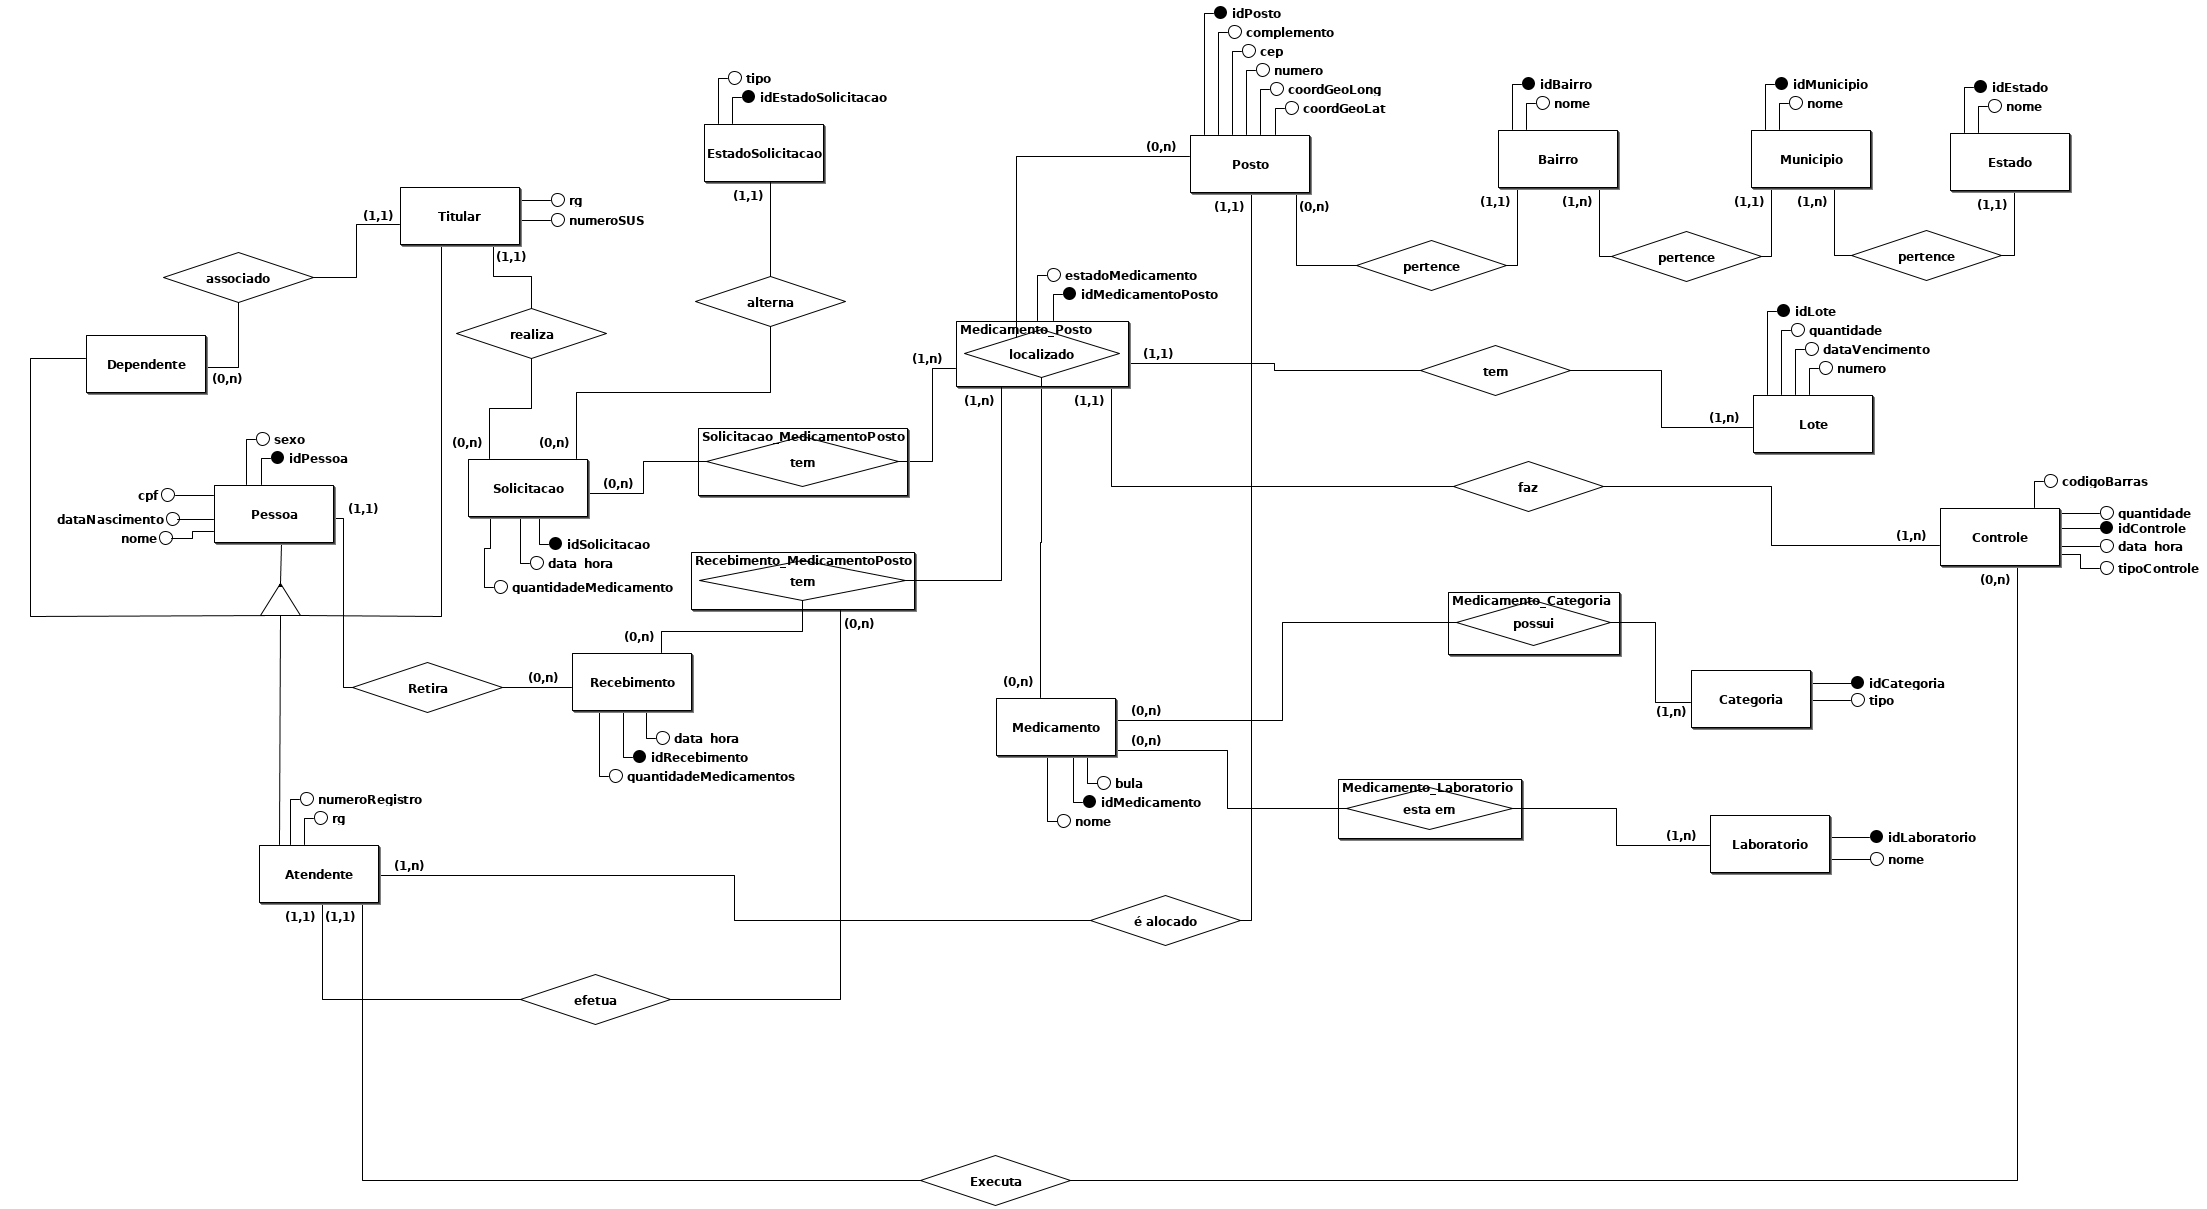 idPosto
complemento
cep
numero
coordGeoLong
coordGeoLat
Posto
(0,n)
(1,1)
(0,n)
idBairro
nome
Bairro
(1,1)
(1,n)
idMunicipio
nome
Municipio
(1,1)
(1,n)
idEstado
nome
Estado
(1,1)
pertence
pertence
pertence
tipo
idEstadoSolicitacao
EstadoSolicitacao
(1,1)
alterna
rg
numeroSUS
Titular
(1,1)
(1,1)
associado
realiza
Dependente
(0,n)
estadoMedicamento
idMedicamentoPosto
Medicamento_Posto
localizado
(1,n)
(1,1)
(1,n)
(1,1)
tem
idLote
quantidade
dataVencimento
numero
Lote
(1,n)
sexo
idPessoa
cpf
dataNascimento
nome
Pessoa
(1,1)
(0,n)
(0,n)
Solicitacao
(0,n)
idSolicitacao
data_hora
quantidadeMedicamento
Solicitacao_MedicamentoPosto
tem
Recebimento_MedicamentoPosto
tem
(0,n)
(0,n)
faz
(1,n)
codigoBarras
quantidade
idControle
data_hora
tipoControle
Controle
(0,n)
Retira
(0,n)
Recebimento
data_hora
idRecebimento
quantidadeMedicamentos
(0,n)
Medicamento
(0,n)
(0,n)
bula
idMedicamento
nome
Medicamento_Categoria
possui
(1,n)
Categoria
idCategoria
tipo
Medicamento_Laboratorio
esta em
(1,n)
Laboratorio
idLaboratorio
nome
numeroRegistro
rg
Atendente
(1,n)
(1,1)
(1,1)
é alocado
efetua
Executa